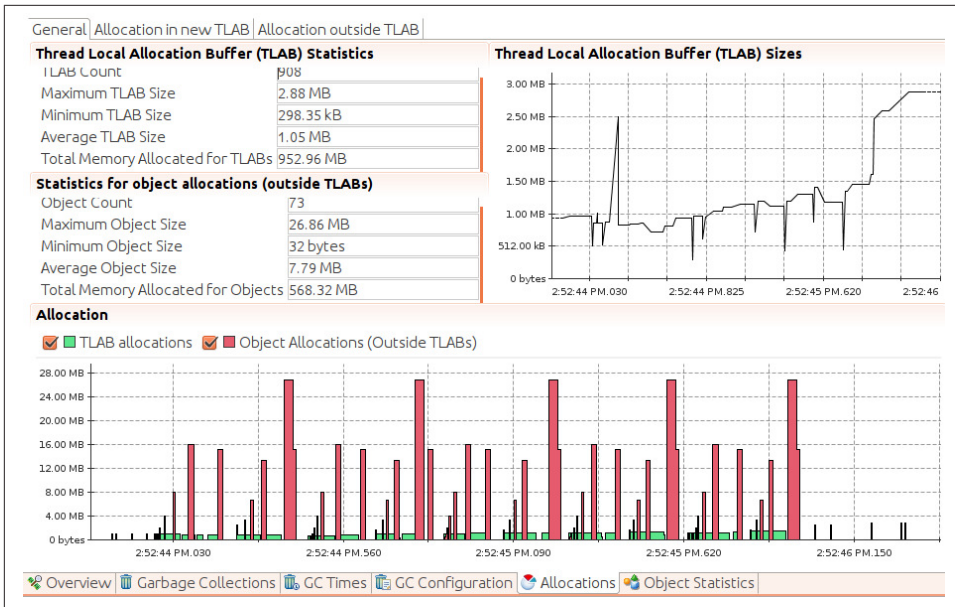 General Allocation in new TLAB Allocation outside TLAB
Thread Local Allocation Buffer (TLAB) Statistics
TLAB Count 908
Maximum TLAB Size 2.88 MB
Minimum TLAB Size 298.35 kB
Average TLAB Size 1.05 MB
Total Memory Allocated for TLABs 952.96 MB
Statistics for object allocations (outside TLABs)
Object Count 73
Maximum Object Size 26.86 MB
Minimum Object Size 32 bytes
Average Object Size 7.79 MB
Total Memory Allocated for Objects 568.32 MB
Thread Local Allocation Buffer (TLAB) Sizes
3.00 MB
2.50 MB
2.00 MB
1.50 MB
1.00 MB
512.00 kB
0 bytes
2:52:44 PM.030 2:52:44 PM.825 2:52:45 PM.620 2:52:46
Allocation
TLAB allocations Object Allocations (Outside TLABs)
28.00 MB
24.00 MB
20.00 MB
16.00 MB
12.00 MB
8.00 MB
4.00 MB
0 bytes
2:52:44 PM.030 2:52:44 PM.560 2:52:45 PM.090 2:52:45 PM.620 2:52:46 PM.150
Overview Garbage Collections GC Times GC Configuration Allocations Object Statistics